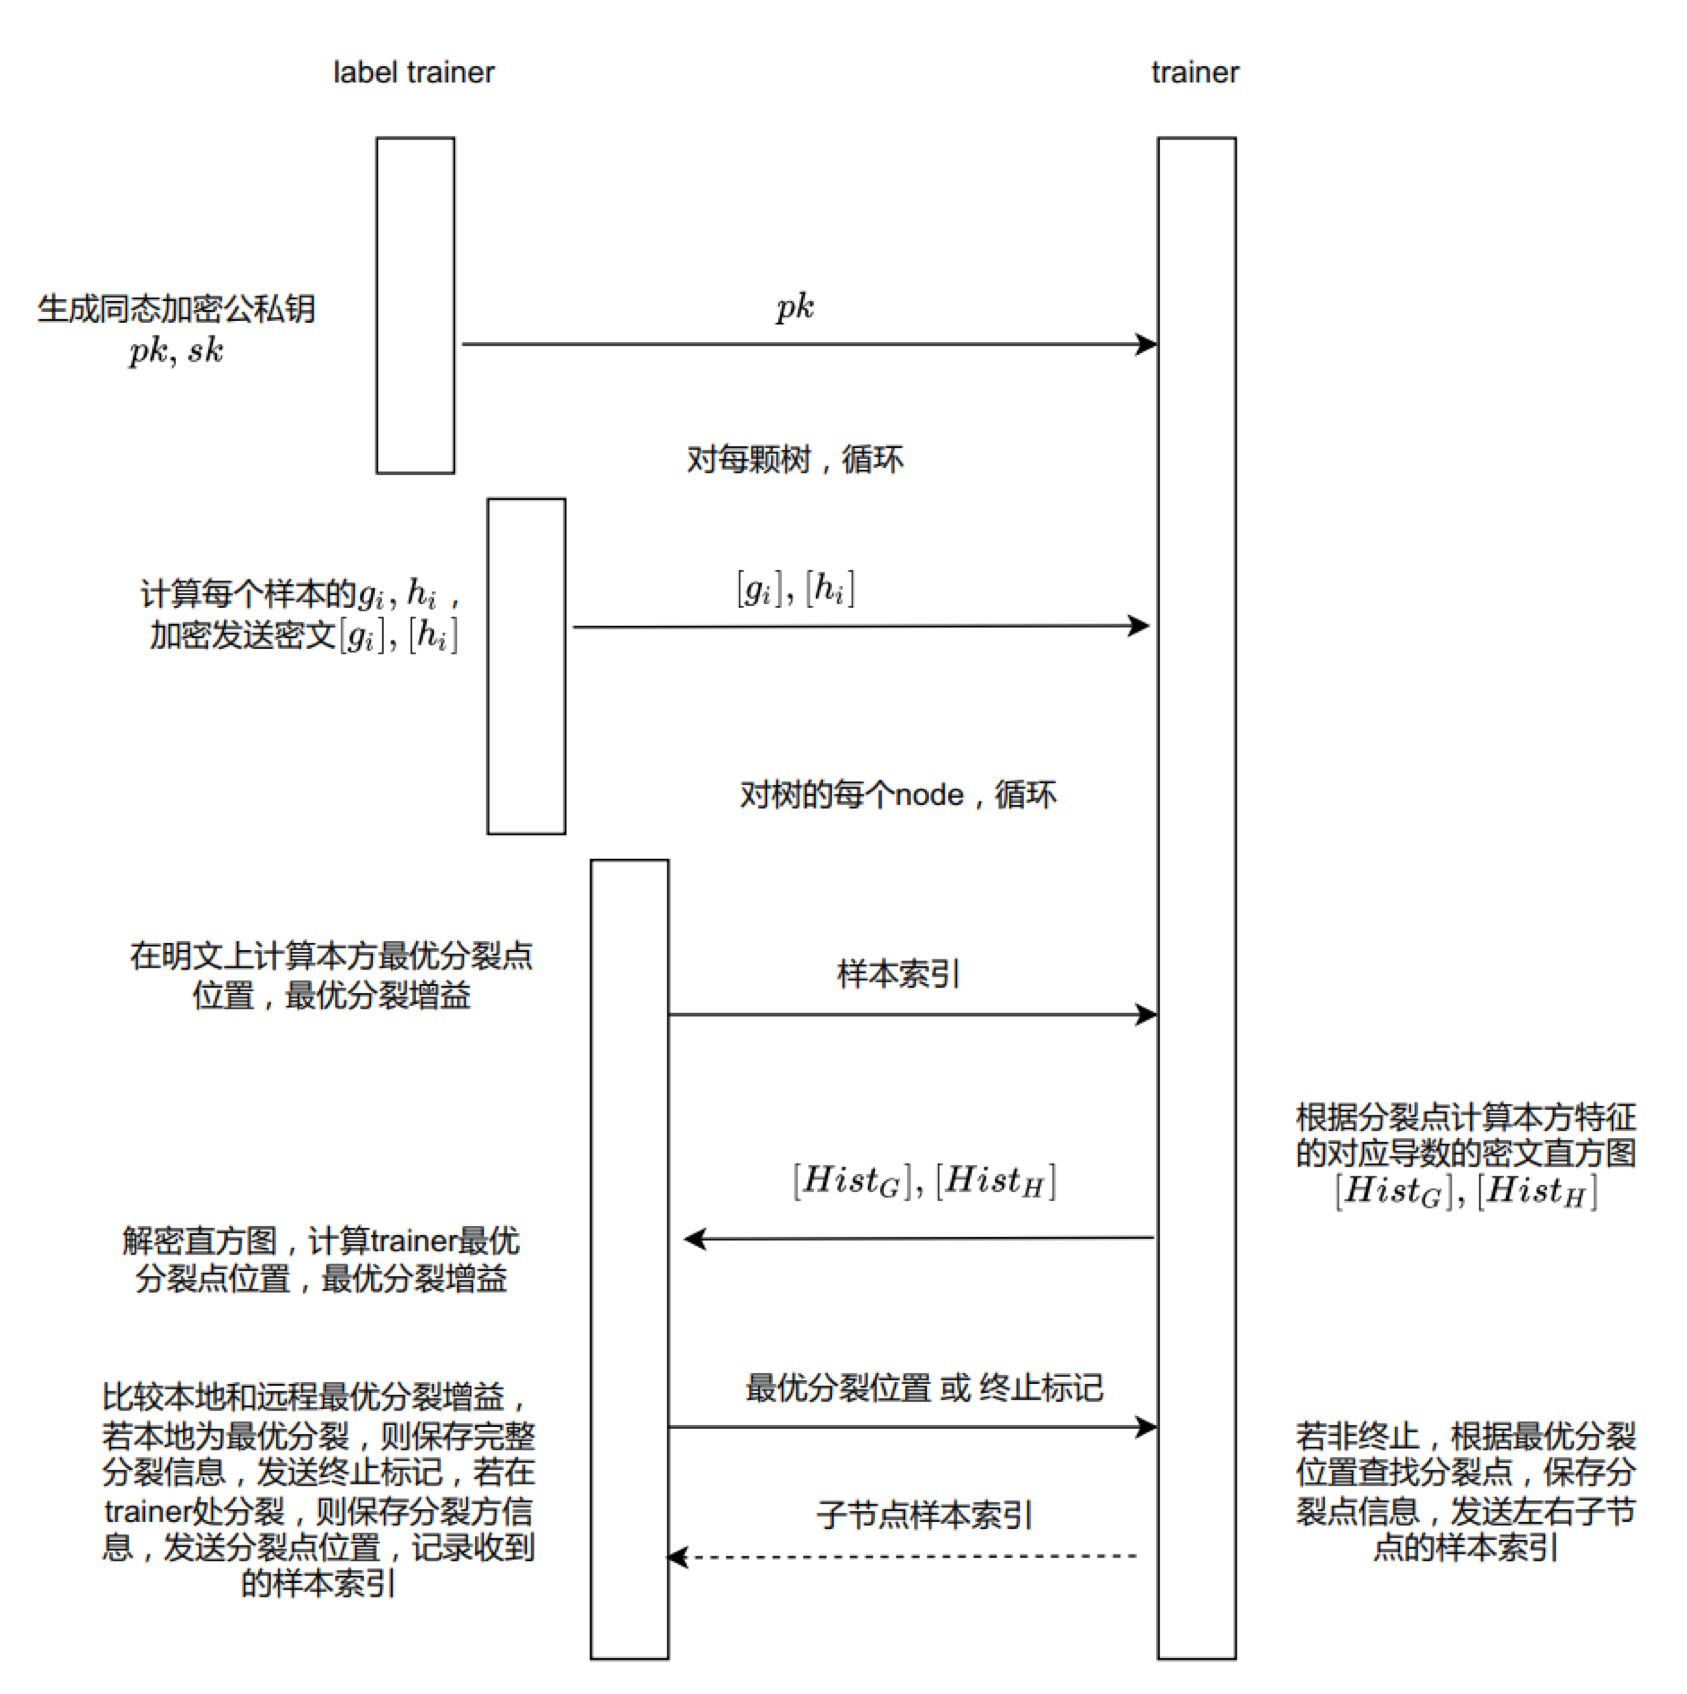 label trainer
trainer
生成同态加密公私钥
pk, sk
pk
对每颗树，循环
计算每个样本的g_i, h_i，
加密发送密文[g_i], [h_i]
[g_i], [h_i]
对树的每个node，循环
在明文上计算本方最优分裂点
位置，最优分裂增益
样本索引
根据分裂点计算本方特征
的对应导数的密文直方图
[Hist_G], [Hist_H]
[Hist_G], [Hist_H]
解密直方图，计算trainer最优
分裂点位置，最优分裂增益
最优分裂位置 或 终止标记
比较本地和远程最优分裂增益，
若本地为最优分裂，则保存完整
分裂信息，发送终止标记，若在
trainer处分裂，则保存分裂方信
息，发送分裂点位置，记录收到
的样本索引
子节点样本索引
若非终止，根据最优分裂
位置查找分裂点，保存分
裂点信息，发送左右子节
点的样本索引